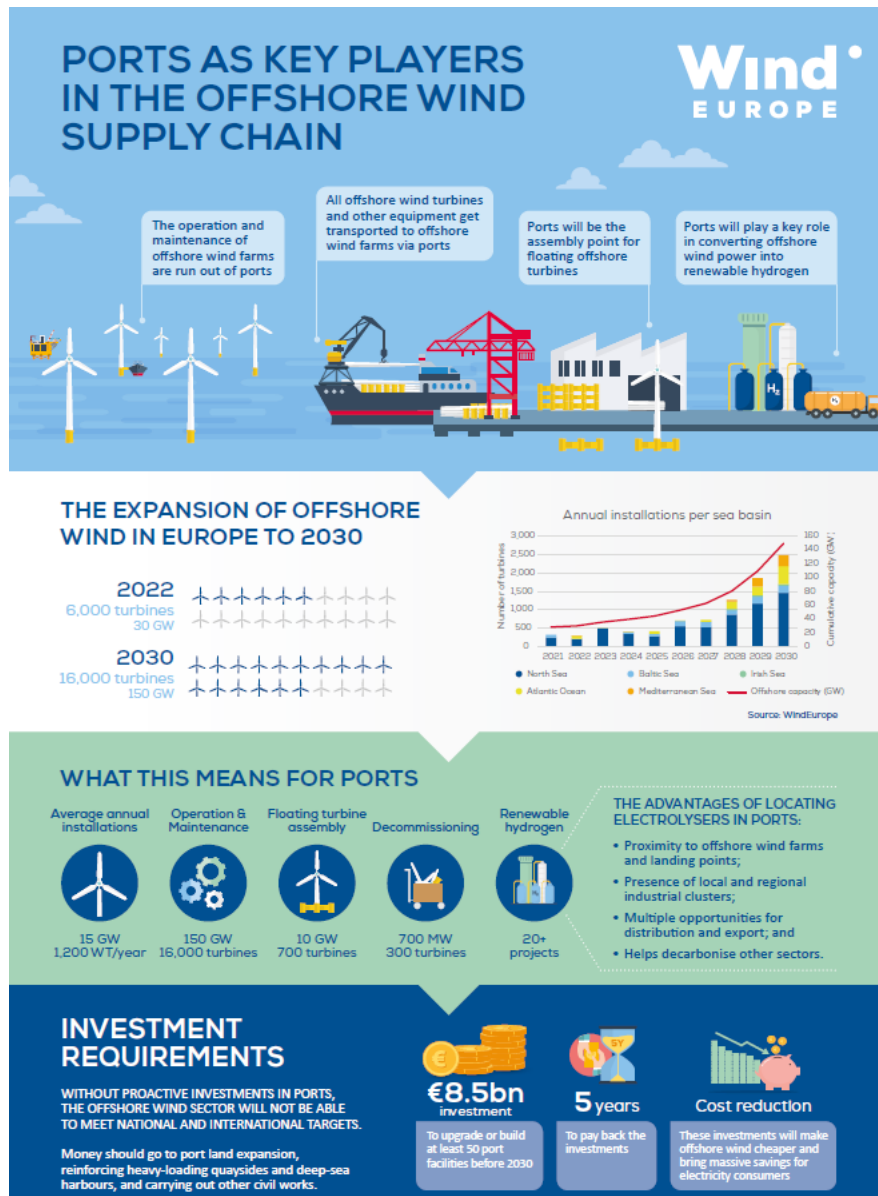 PORTS AS KEY PLAYERS
IN THE OFFSHORE WIND
SUPPLY CHAIN
Wind
EUROPE
The operation and
maintenance of
offshore wind farms
are run out of ports
All offshore wind turbines
and other equipment get
transported to offshore
wind farms via ports
Ports will be the
assembly point for
floating offshore
turbines
Ports will play a key role
in converting offshore
wind power into
renewable hydrogen
H₂
THE EXPANSION OF OFFSHORE
WIND IN EUROPE TO 2030
2022
6,000 turbines
30 GW
2030
16,000 turbines
150 GW
Annual installations per sea basin
Number of turbines
3,000
2,500
2,000
1,500
1,000
500
0
160
140
120
100
80
60
40
20
0
Cumulative capacity (GW)
2021 2022 2023 2024 2025 2026 2027 2028 2029 2030
North Sea
Baltic Sea
Irish Sea
Atlantic Ocean
Mediterranean Sea
Offshore capacity (GW)
Source: WindEurope
WHAT THIS MEANS FOR PORTS
Average annual
installations
15 GW
1,200 WT/year
Operation &
Maintenance
150 GW
16,000 turbines
Floating turbine
assembly
10 GW
700 turbines
Decommissioning
700 MW
300 turbines
Renewable
hydrogen
20+
projects
THE ADVANTAGES OF LOCATING
ELECTROLYSERS IN PORTS:
• Proximity to offshore wind farms
and landing points;
• Presence of local and regional
industrial clusters;
• Multiple opportunities for
distribution and export; and
• Helps decarbonise other sectors.
INVESTMENT
REQUIREMENTS
WITHOUT PROACTIVE INVESTMENTS IN PORTS,
THE OFFSHORE WIND SECTOR WILL NOT BE ABLE
TO MEET NATIONAL AND INTERNATIONAL TARGETS.
Money should go to port land expansion,
reinforcing heavy-loading quaysides and deep-sea
harbours, and carrying out other civil works.
€
€8.5bn
investment
To upgrade or build
at least 50 port
facilities before 2030
5Y
5 years
To pay back the
investments
Cost reduction
These investments will make
offshore wind cheaper and
bring massive savings for
electricity consumers